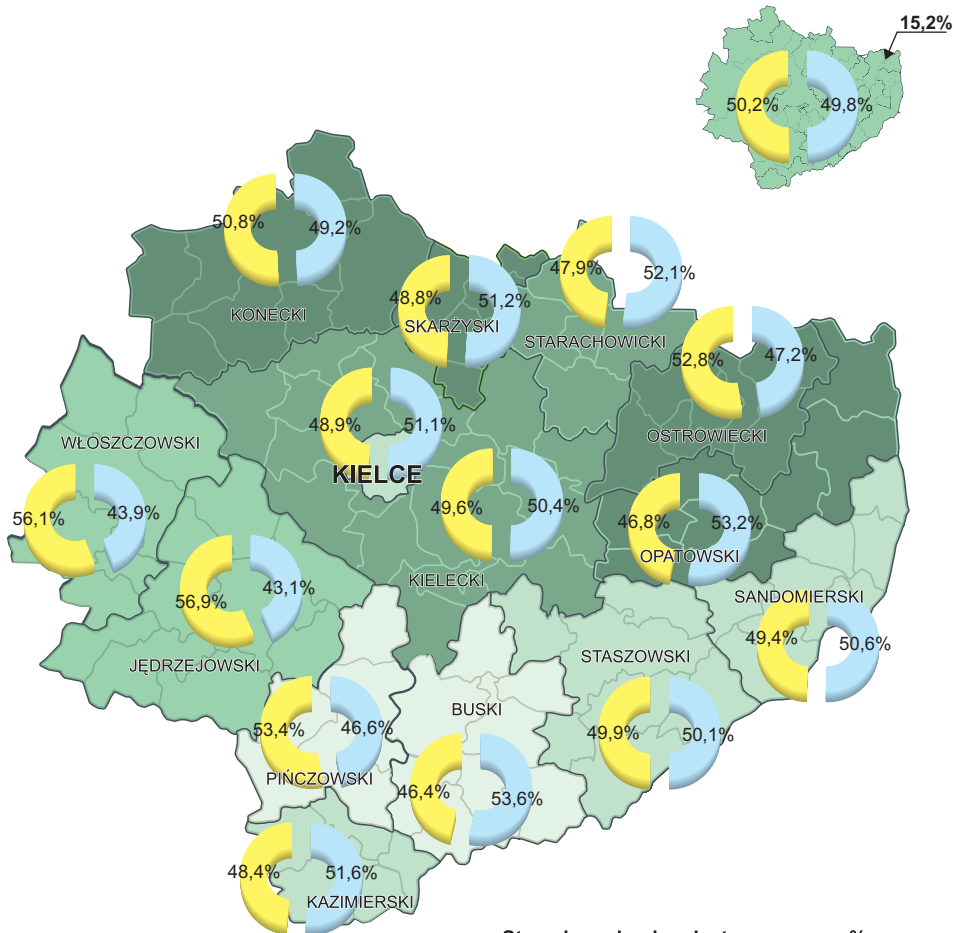 15,2%
50,2% 49,8%
50,8% 49,2%
KONECKI
48,8% 51,2%
SKARŻYSKI
47,9% 52,1%
STARACHOWICKI
52,8% 47,2%
OSTROWIECKI
WŁOSZCZOWSKI
56,1% 43,9%
48,9% 51,1%
KIELCE
49,6% 50,4%
KIELECKI
46,8% 53,2%
OPATOWSKI
56,9% 43,1%
JĘDRZEJOWSKI
SANDOMIERSKI
49,4% 50,6%
STASZOWSKI
49,9% 50,1%
BUSKI
46,4% 53,6%
53,4% 46,6%
PIŃCZOWSKI
48,4% 51,6%
KAZIMIERSKI